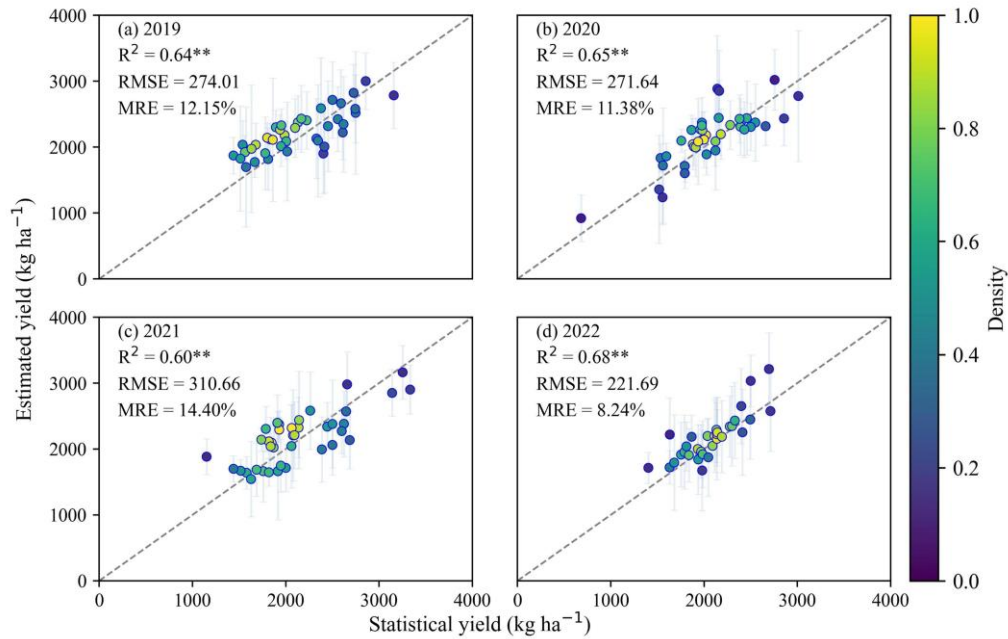 (a) 2019
R² = 0.64**
RMSE = 274.01
MRE = 12.15%
4000
3000
2000
1000
0
(b) 2020
R² = 0.65**
RMSE = 271.64
MRE = 11.38%
(c) 2021
R² = 0.60**
RMSE = 310.66
MRE = 14.40%
4000
3000
2000
1000
0
0 1000 2000 3000 4000
(d) 2022
R² = 0.68**
RMSE = 221.69
MRE = 8.24%
0 1000 2000 3000 4000
Estimated yield (kg ha⁻¹)
Statistical yield (kg ha⁻¹)
1.0
0.8
0.6
0.4
0.2
0.0
Density